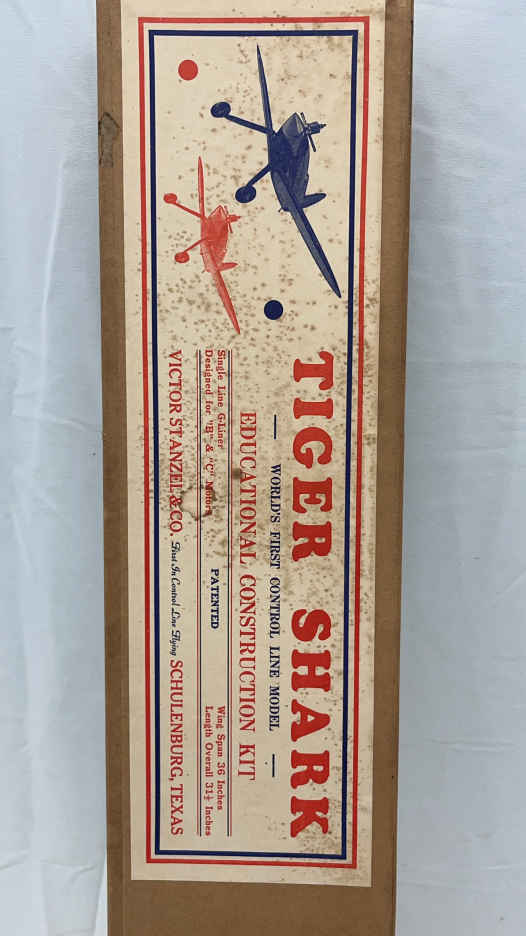 TIGER SHARK
— WORLD'S FIRST CONTROL LINE MODEL —
EDUCATIONAL CONSTRUCTION KIT
Single Line G-Liner
Designed for "B" & "C" Motors
PATENTED
Wing Span 36 Inches
Length Overall 31½ Inches
VICTOR STANZEL & CO. First In Control Line Flying SCHULENBURG, TEXAS